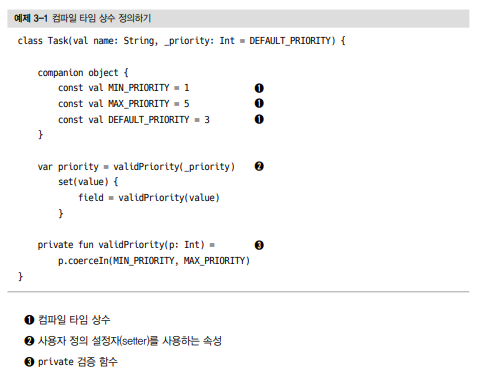 예제 3-1 컴파일 타임 상수 정의하기
class Task(val name: String, _priority: Int = DEFAULT_PRIORITY) {
companion object {
const val MIN_PRIORITY = 1 ❶
const val MAX_PRIORITY = 5 ❶
const val DEFAULT_PRIORITY = 3 ❶
}
var priority = validPriority(_priority) ❷
set(value) {
field = validPriority(value)
}
private fun validPriority(p: Int) = ❸
p.coerceIn(MIN_PRIORITY, MAX_PRIORITY)
}
❶ 컴파일 타임 상수
❷ 사용자 정의 설정자(setter)를 사용하는 속성
❸ private 검증 함수